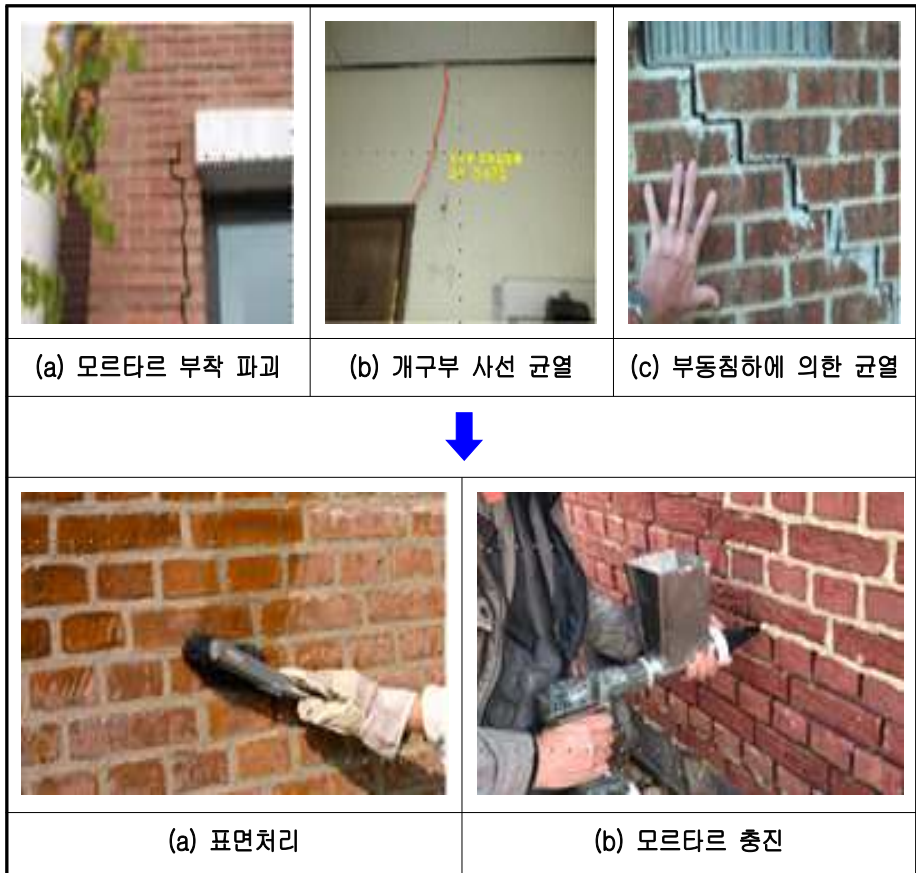 (a) 모르타르 부착 파괴
(b) 개구부 사선 균열
(c) 부동침하에 의한 균열
(a) 표면처리
(b) 모르타르 충진